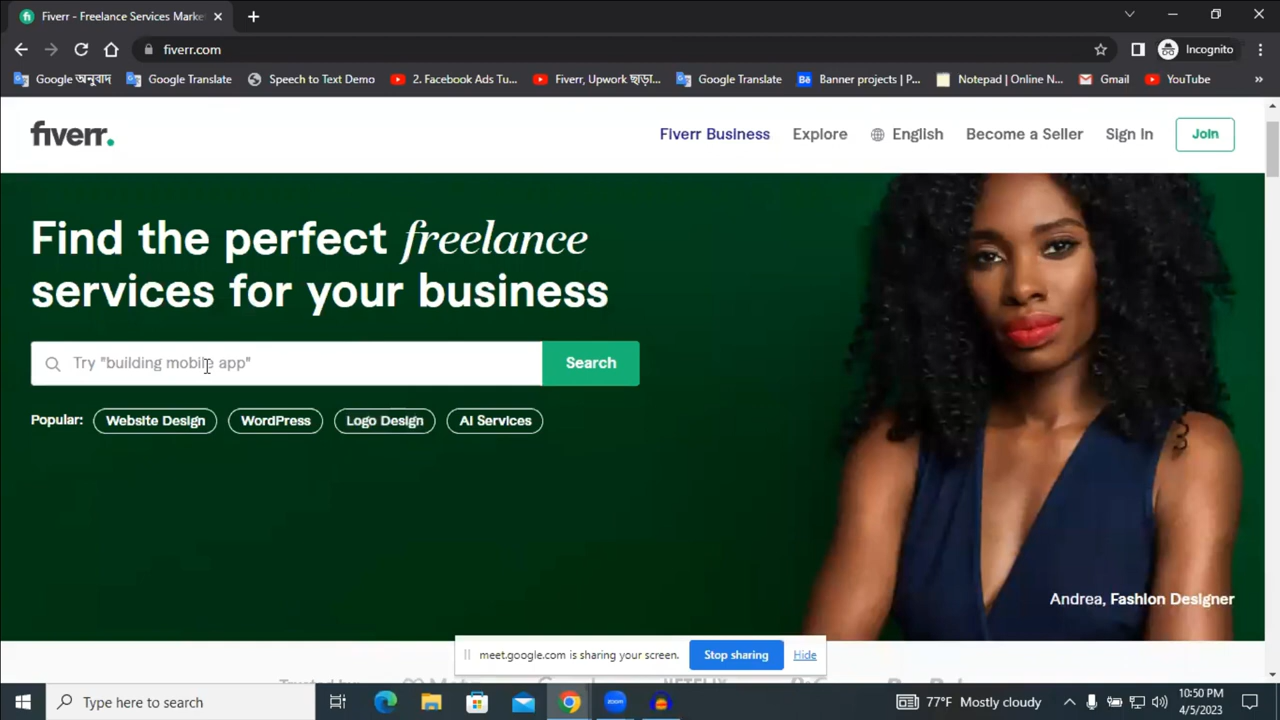 Fiverr - Freelance Services Marke
fiverr.com
Incognito
Google অনুবাদ
Google Translate
Speech to Text Demo
2. Facebook Ads Tu...
Fiverr, Upwork ছাড়া...
Google Translate
Banner projects | P...
Notepad | Online N...
Gmail
YouTube
fiverr.
Fiverr Business
Explore
English
Become a Seller
Sign In
Join
Find the perfect freelance
services for your business
Try "building mobile app"
Search
Popular:
Website Design
WordPress
Logo Design
AI Services
Andrea, Fashion Designer
meet.google.com is sharing your screen.
Stop sharing
Hide
Type here to search
zoom
77°F Mostly cloudy
10:50 PM
4/5/2023